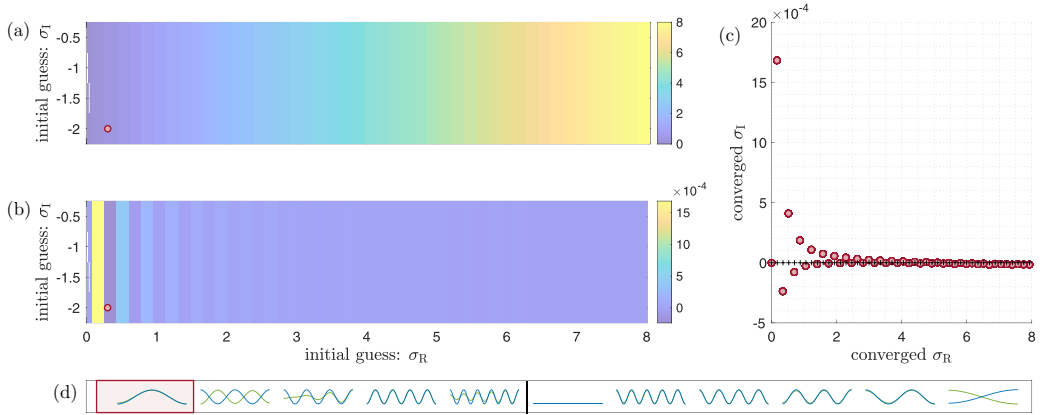 (a)
initial guess: σI
-0.5
-1
-1.5
-2
8
6
4
2
0
(b)
initial guess: σI
-0.5
-1
-1.5
-2
0 1 2 3 4 5 6 7 8
initial guess: σR
×10-4
15
10
5
0
(c)
×10-4
converged σI
20
15
10
5
0
-5
0 2 4 6 8
converged σR
(d)